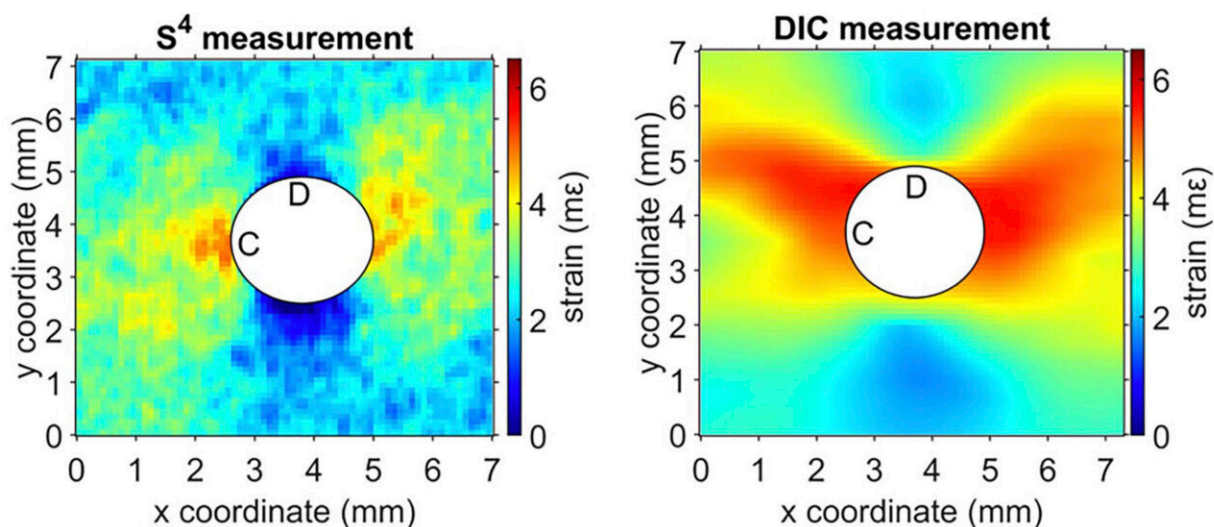 S⁴ measurement
7
6
5
4
3
2
1
0
y coordinate (mm)
D
C
0 1 2 3 4 5 6 7
x coordinate (mm)
6
4
2
0
strain (mε)
DIC measurement
7
6
5
4
3
2
1
0
y coordinate (mm)
D
C
0 1 2 3 4 5 6 7
x coordinate (mm)
6
4
2
0
strain (mε)